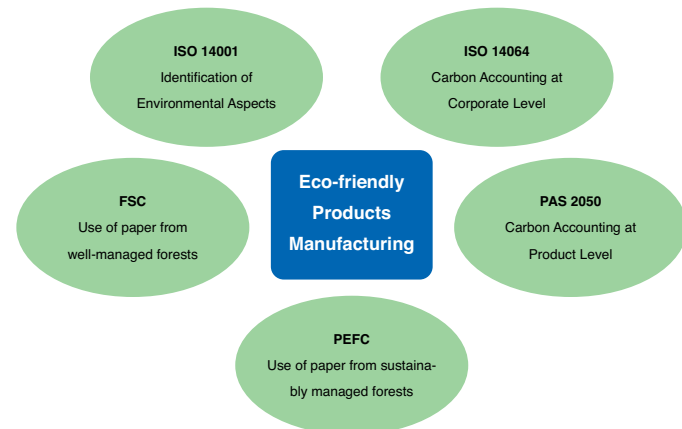 ISO 14001
Identification of
Environmental Aspects
ISO 14064
Carbon Accounting at
Corporate Level
Eco-friendly
Products
Manufacturing
FSC
Use of paper from
well-managed forests
PAS 2050
Carbon Accounting at
Product Level
PEFC
Use of paper from sustaina-
bly managed forests